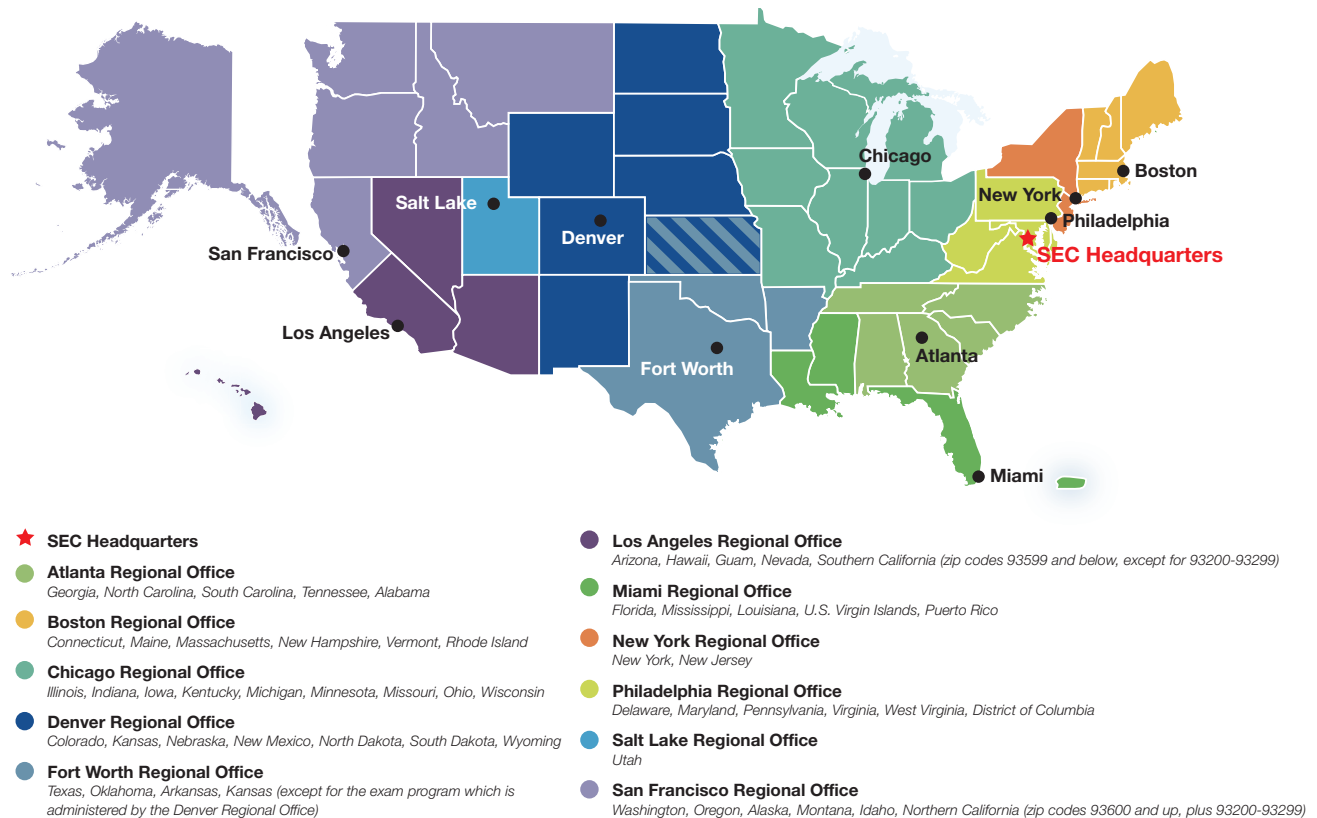 Chicago
Boston
Salt Lake
New York
Philadelphia
Denver
San Francisco
SEC Headquarters
Los Angeles
Atlanta
Fort Worth
Miami
SEC Headquarters
Atlanta Regional Office
Georgia, North Carolina, South Carolina, Tennessee, Alabama
Boston Regional Office
Connecticut, Maine, Massachusetts, New Hampshire, Vermont, Rhode Island
Chicago Regional Office
Illinois, Indiana, Iowa, Kentucky, Michigan, Minnesota, Missouri, Ohio, Wisconsin
Denver Regional Office
Colorado, Kansas, Nebraska, New Mexico, North Dakota, South Dakota, Wyoming
Fort Worth Regional Office
Texas, Oklahoma, Arkansas, Kansas (except for the exam program which is
administered by the Denver Regional Office)
Los Angeles Regional Office
Arizona, Hawaii, Guam, Nevada, Southern California (zip codes 93599 and below, except for 93200-93299)
Miami Regional Office
Florida, Mississippi, Louisiana, U.S. Virgin Islands, Puerto Rico
New York Regional Office
New York, New Jersey
Philadelphia Regional Office
Delaware, Maryland, Pennsylvania, Virginia, West Virginia, District of Columbia
Salt Lake Regional Office
Utah
San Francisco Regional Office
Washington, Oregon, Alaska, Montana, Idaho, Northern California (zip codes 93600 and up, plus 93200-93299)